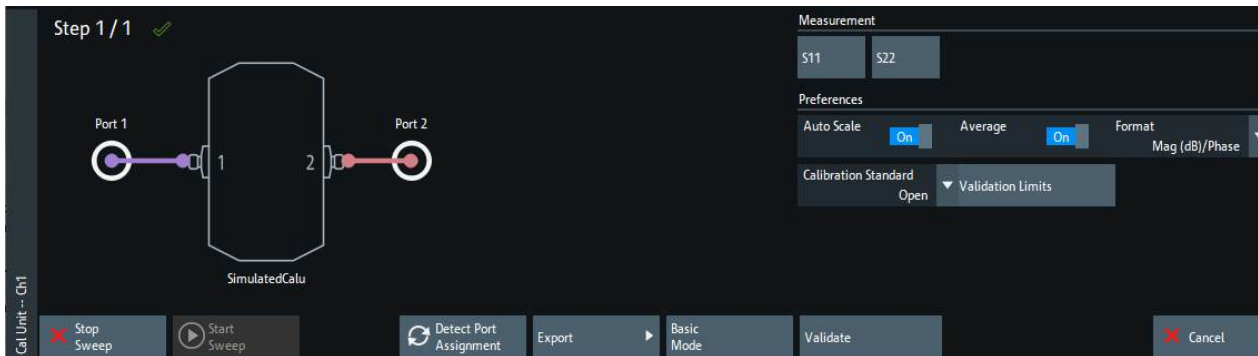 Step 1 / 1
Port 1
Port 2
1
2
SimulatedCalu
Cal Unit -- Ch1
Measurement
S11
S22
Preferences
Auto Scale
On
Average
On
Format
Mag (dB)/Phase
Calibration Standard
Open
Validation Limits
Stop
Sweep
Start
Sweep
Detect Port
Assignment
Export
Basic
Mode
Validate
Cancel